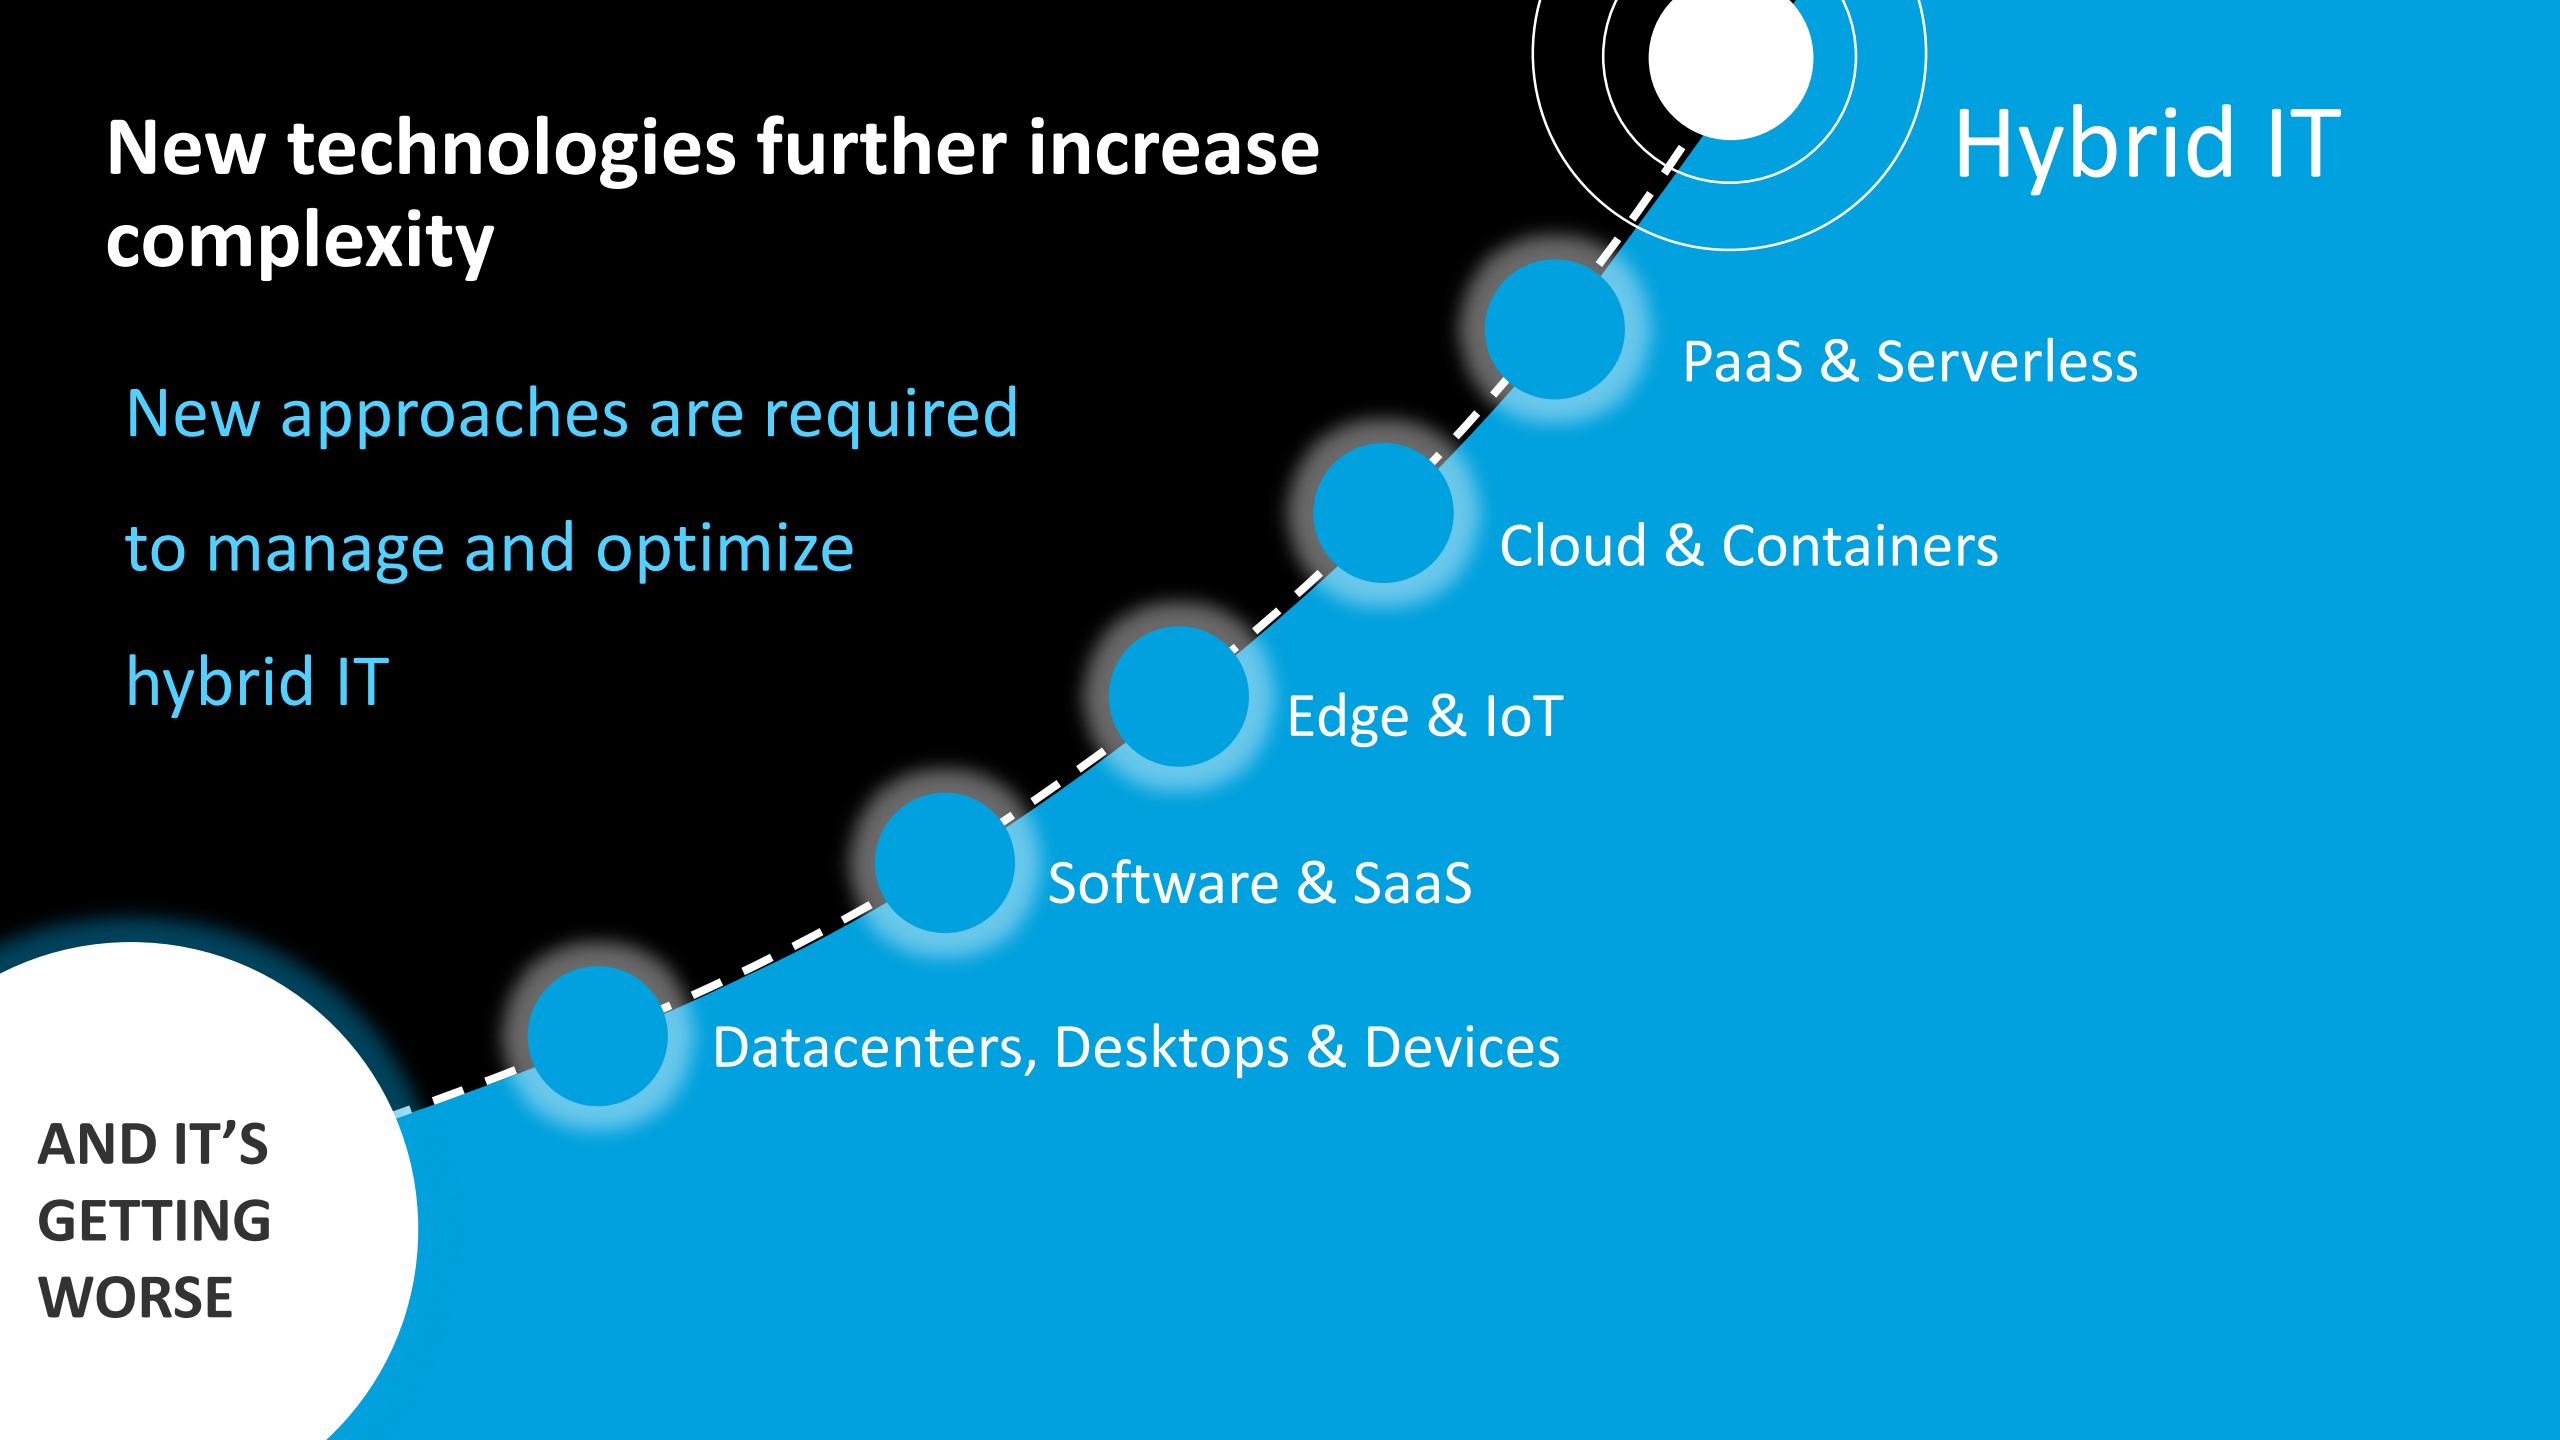 New technologies further increase
complexity
New approaches are required
to manage and optimize
hybrid IT
Hybrid IT
PaaS & Serverless
Cloud & Containers
Edge & IoT
Software & SaaS
Datacenters, Desktops & Devices
AND IT’S
GETTING
WORSE